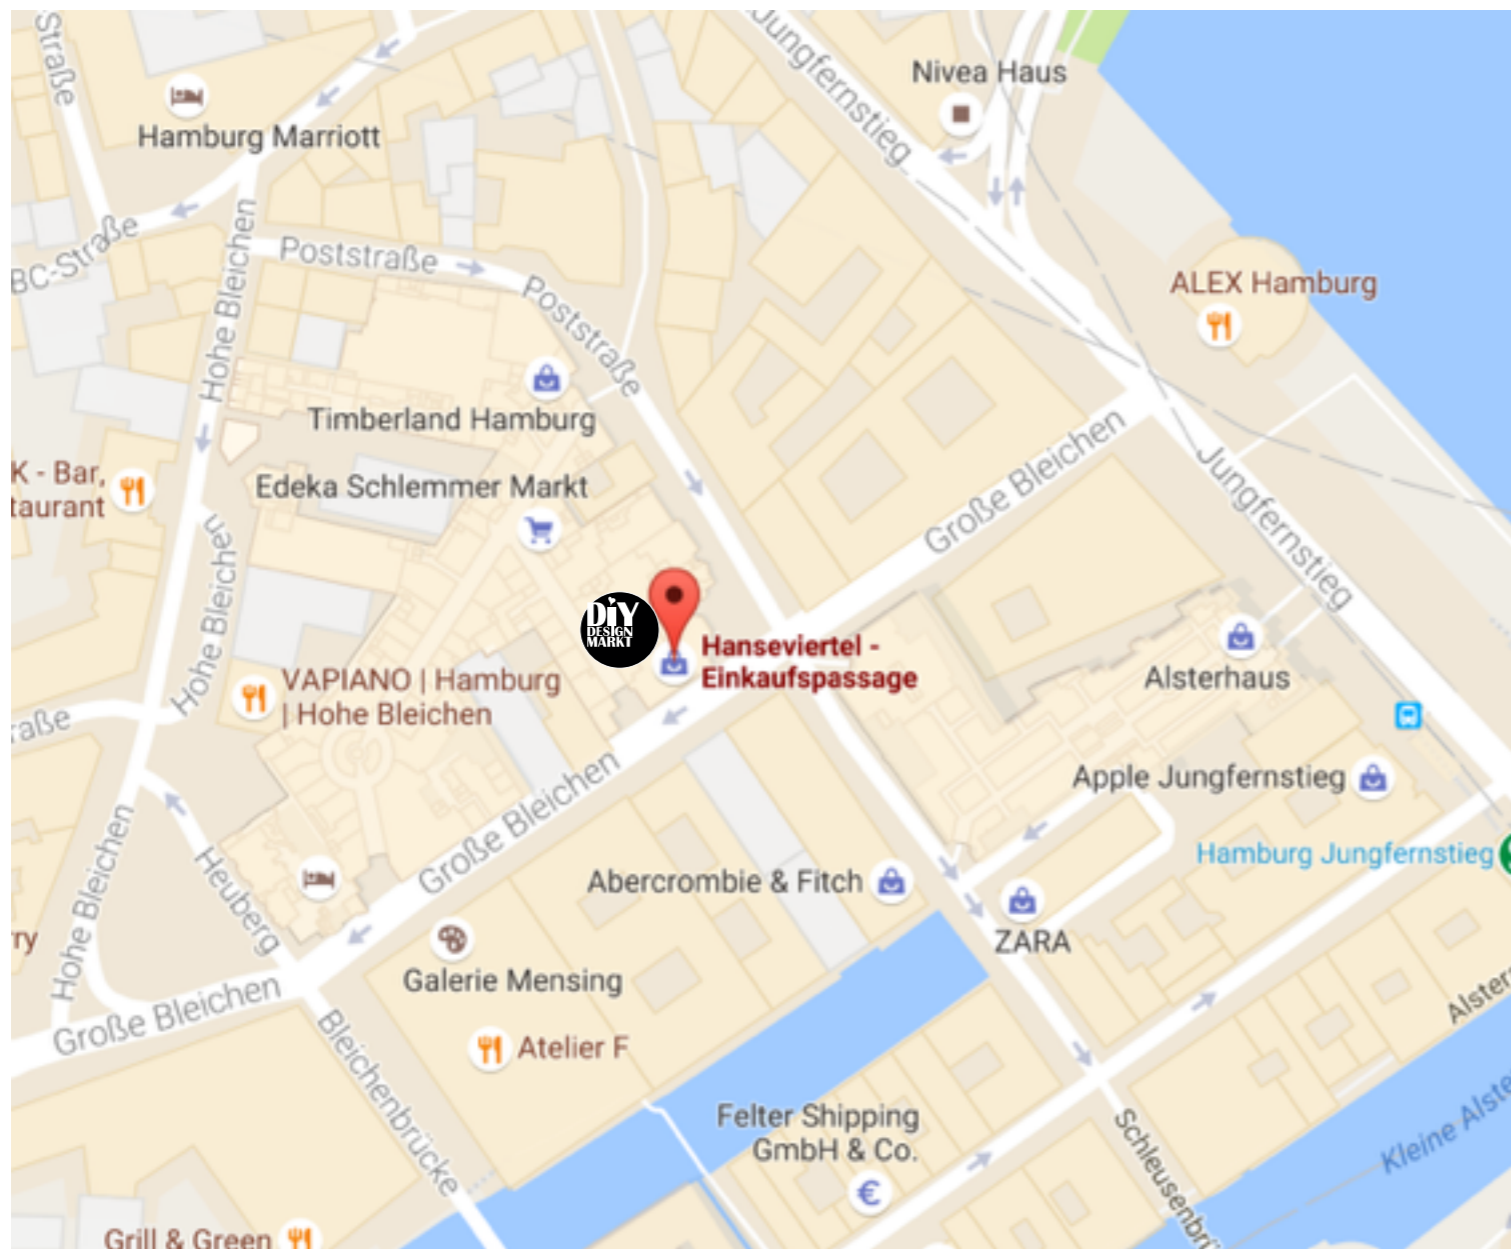 Straße
Jungfernstieg
Nivea Haus
Hamburg Marriott
BC-Straße
Hohe Bleichen
Poststraße
Poststraße
ALEX Hamburg
Timberland Hamburg
Große Bleichen
Jungfernstieg
K - Bar,
taurant
Edeka Schlemmer Markt
Hohe Bleichen
DiY
DESIGN
MARKT
Hanseviertel -
Einkaufspassage
Alsterhaus
VAPIANO | Hamburg
| Hohe Bleichen
raße
Große Bleichen
Apple Jungfernstieg
Hamburg Jungfernstieg
Hohe Bleichen
Heuberg
Abercrombie & Fitch
ZARA
ry
Galerie Mensing
Große Bleichen
Atelier F
Alster
Bleichenbrücke
Felter Shipping
GmbH & Co.
€
Schleusenbrü
Kleine Alste
Grill & Green